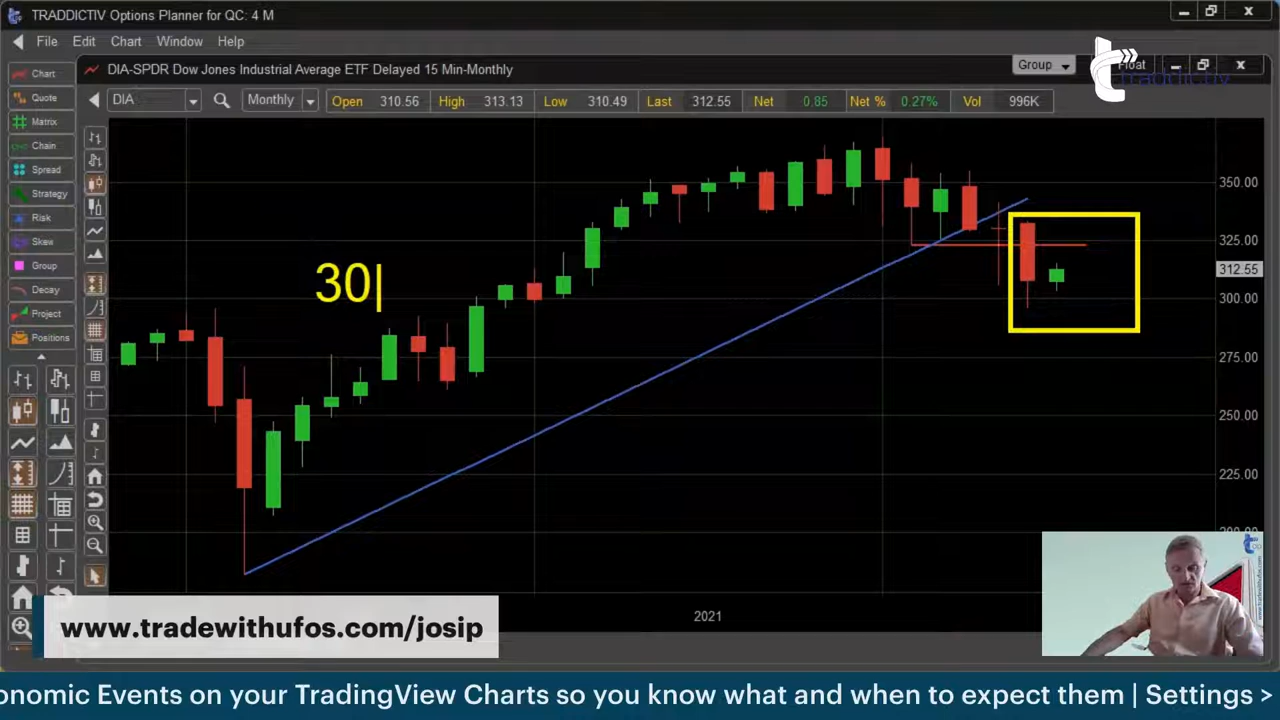 TRADDICTIV Options Planner for QC: 4 M
File Edit Chart Window Help
DIA-SPDR Dow Jones Industrial Average ETF Delayed 15 Min-Monthly
Group
Float
DIA Monthly Open 310.56 High 313.13 Low 310.49 Last 312.55 Net 0.85 Net % 0.27% Vol 996K
Chart
Quote
Matrix
Chain
Spread
Strategy
Risk
Skew
Group
Decay
Project
Positions
30|
350.00
325.00
312.55
300.00
275.00
250.00
225.00
200.00
2021
www.tradewithufos.com/josip
onomic Events on your TradingView Charts so you know what and when to expect them | Settings >